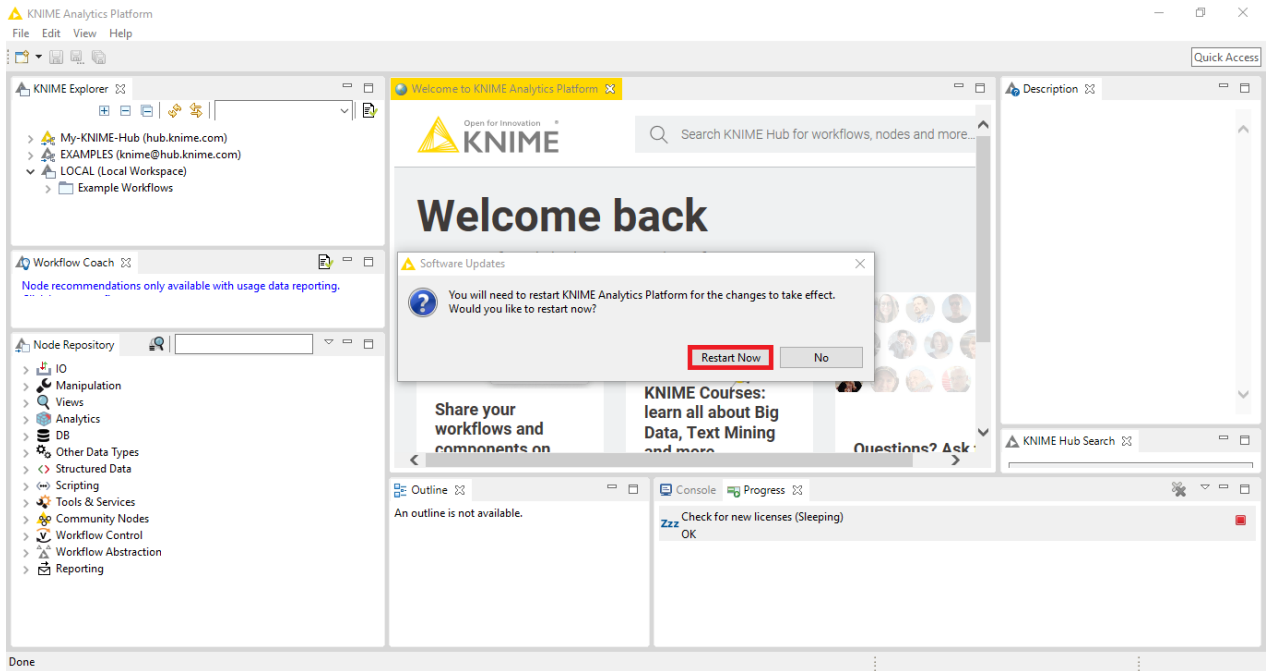 KNIME Analytics Platform
File Edit View Help
Quick Access
KNIME Explorer
My-KNIME-Hub (hub.knime.com)
EXAMPLES (knime@hub.knime.com)
LOCAL (Local Workspace)
Example Workflows
Workflow Coach
Node recommendations only available with usage data reporting.
Node Repository
IO
Manipulation
Views
Analytics
DB
Other Data Types
Structured Data
Scripting
Tools & Services
Community Nodes
Workflow Control
Workflow Abstraction
Reporting
Welcome to KNIME Analytics Platform
Open for Innovation
KNIME
Search KNIME Hub for workflows, nodes and more...
Welcome back
Software Updates
You will need to restart KNIME Analytics Platform for the changes to take effect.
Would you like to restart now?
Restart Now No
Share your
workflows and
components on
KNIME Courses:
learn all about Big
Data, Text Mining
and more
Questions? Ask
Description
KNIME Hub Search
Outline
An outline is not available.
Console Progress
Zzz Check for new licenses (Sleeping)
OK
Done